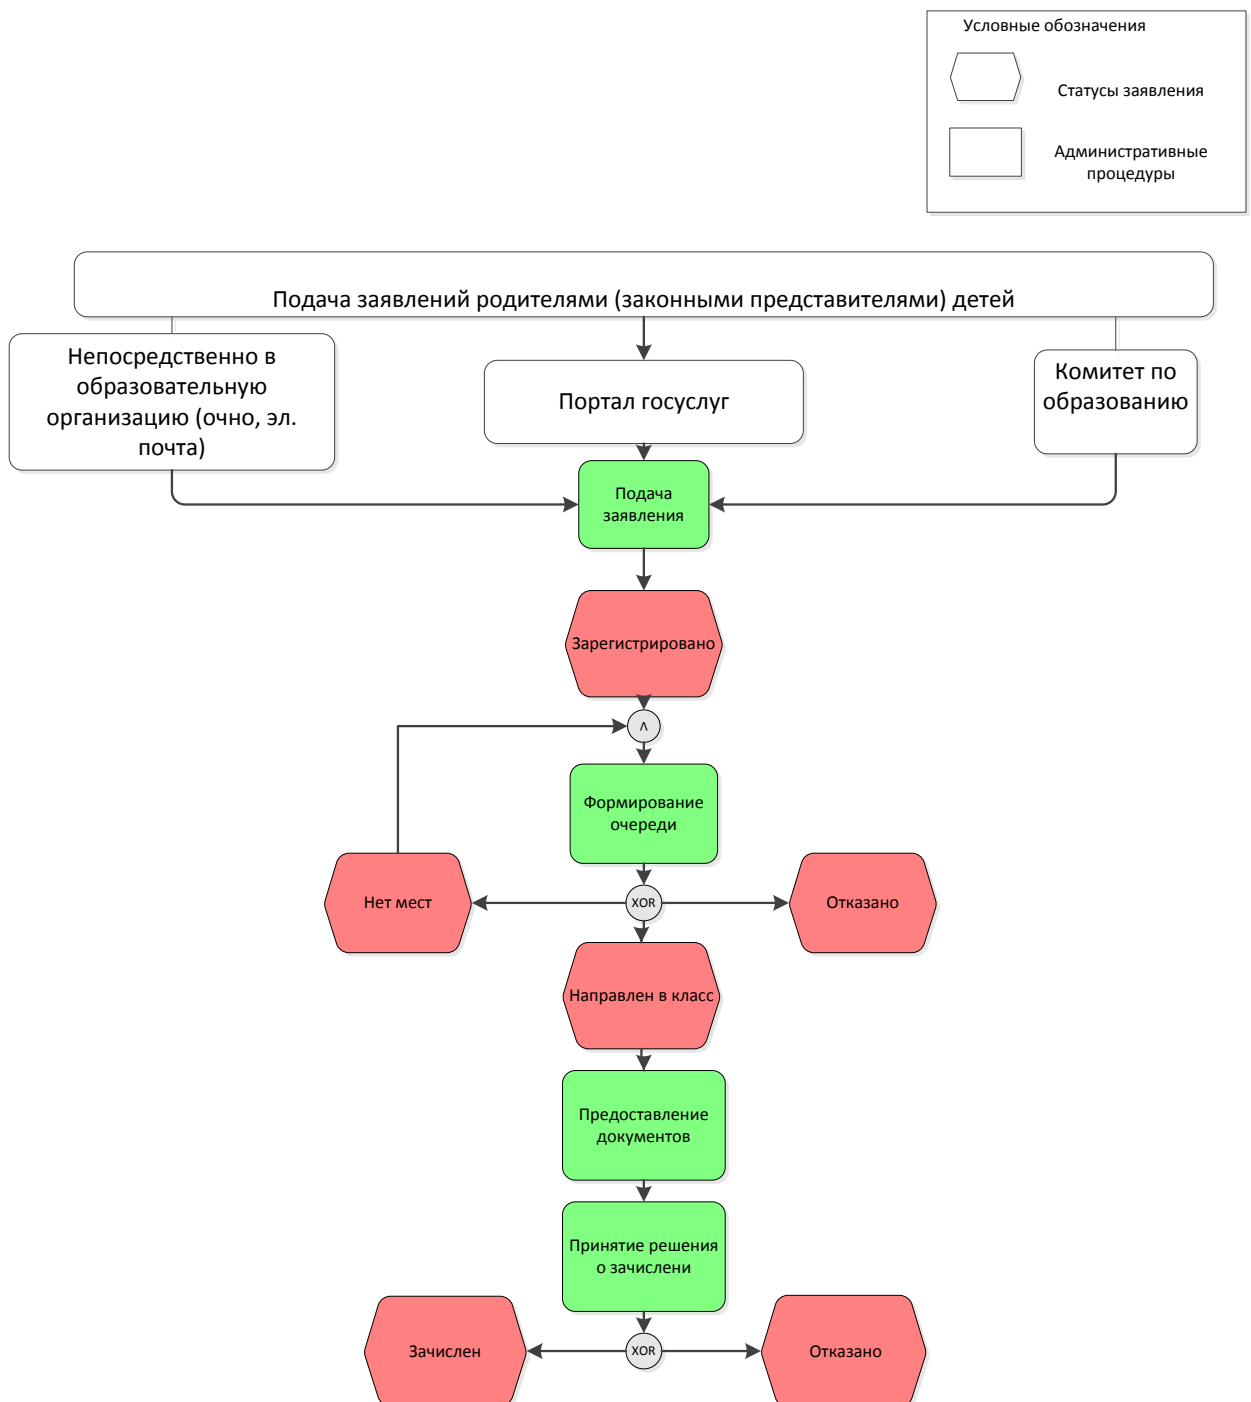 Условные обозначения
Статусы заявления
Административные
процедуры
Подача заявлений родителями (законными представителями) детей
Непосредственно в
образовательную
организацию (очно, эл.
почта)
Портал госуслуг
Комитет по
образованию
Подача
заявления
Зарегистрировано
Λ
Формирование
очереди
Нет мест
XOR
Отказано
Направлен в класс
Предоставление
документов
Принятие решения
о зачислени
Зачислен
XOR
Отказано